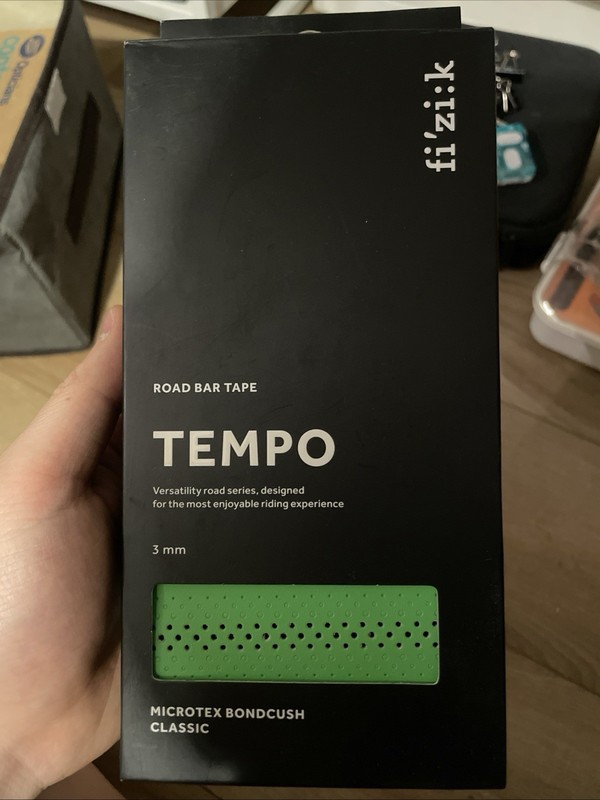 fi'zi:k
ROAD BAR TAPE
TEMPO
Versatility road series, designed
for the most enjoyable riding experience
3 mm
MICROTEX BONDCUSH
CLASSIC
Opticians